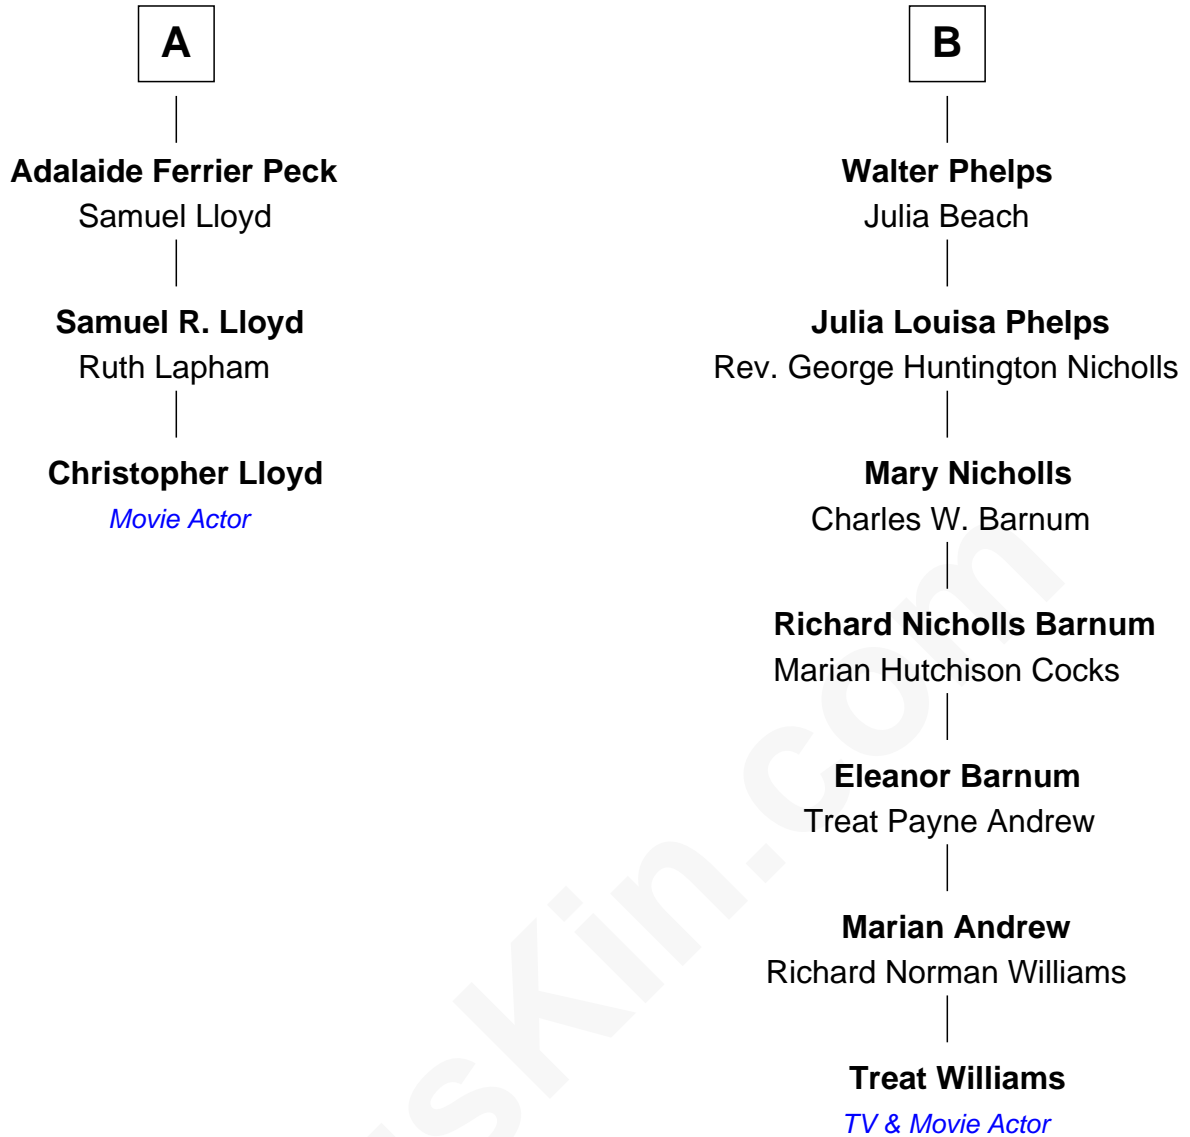 A
Adalaide Ferrier Peck
Samuel Lloyd
Samuel R. Lloyd
Ruth Lapham
Christopher Lloyd
Movie Actor
B
Walter Phelps
Julia Beach
Julia Louisa Phelps
Rev. George Huntington Nicholls
Mary Nicholls
Charles W. Barnum
Richard Nicholls Barnum
Marian Hutchison Cocks
Eleanor Barnum
Treat Payne Andrew
Marian Andrew
Richard Norman Williams
Treat Williams
TV & Movie Actor
sKin.com